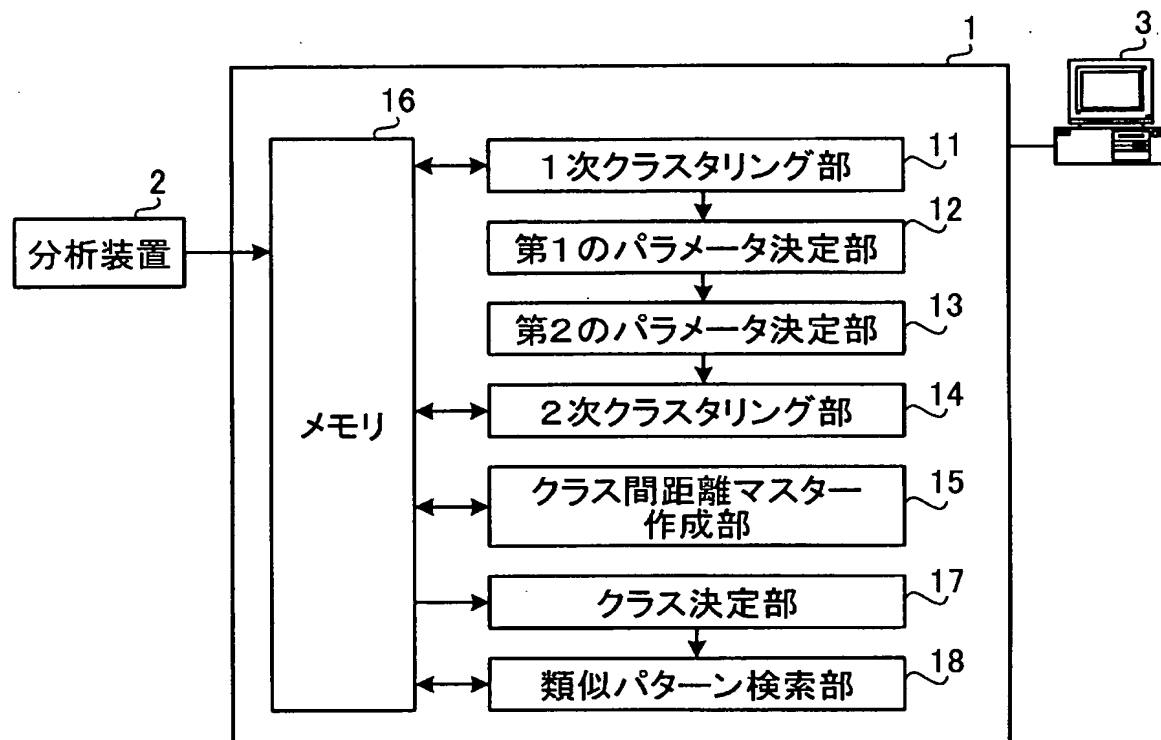 1
3
16
2
分析装置
メモリ
1次クラスタリング部
11
第1のパラメータ決定部
12
第2のパラメータ決定部
13
2次クラスタリング部
14
クラス間距離マスター
作成部
15
クラス決定部
17
類似パターン検索部
18